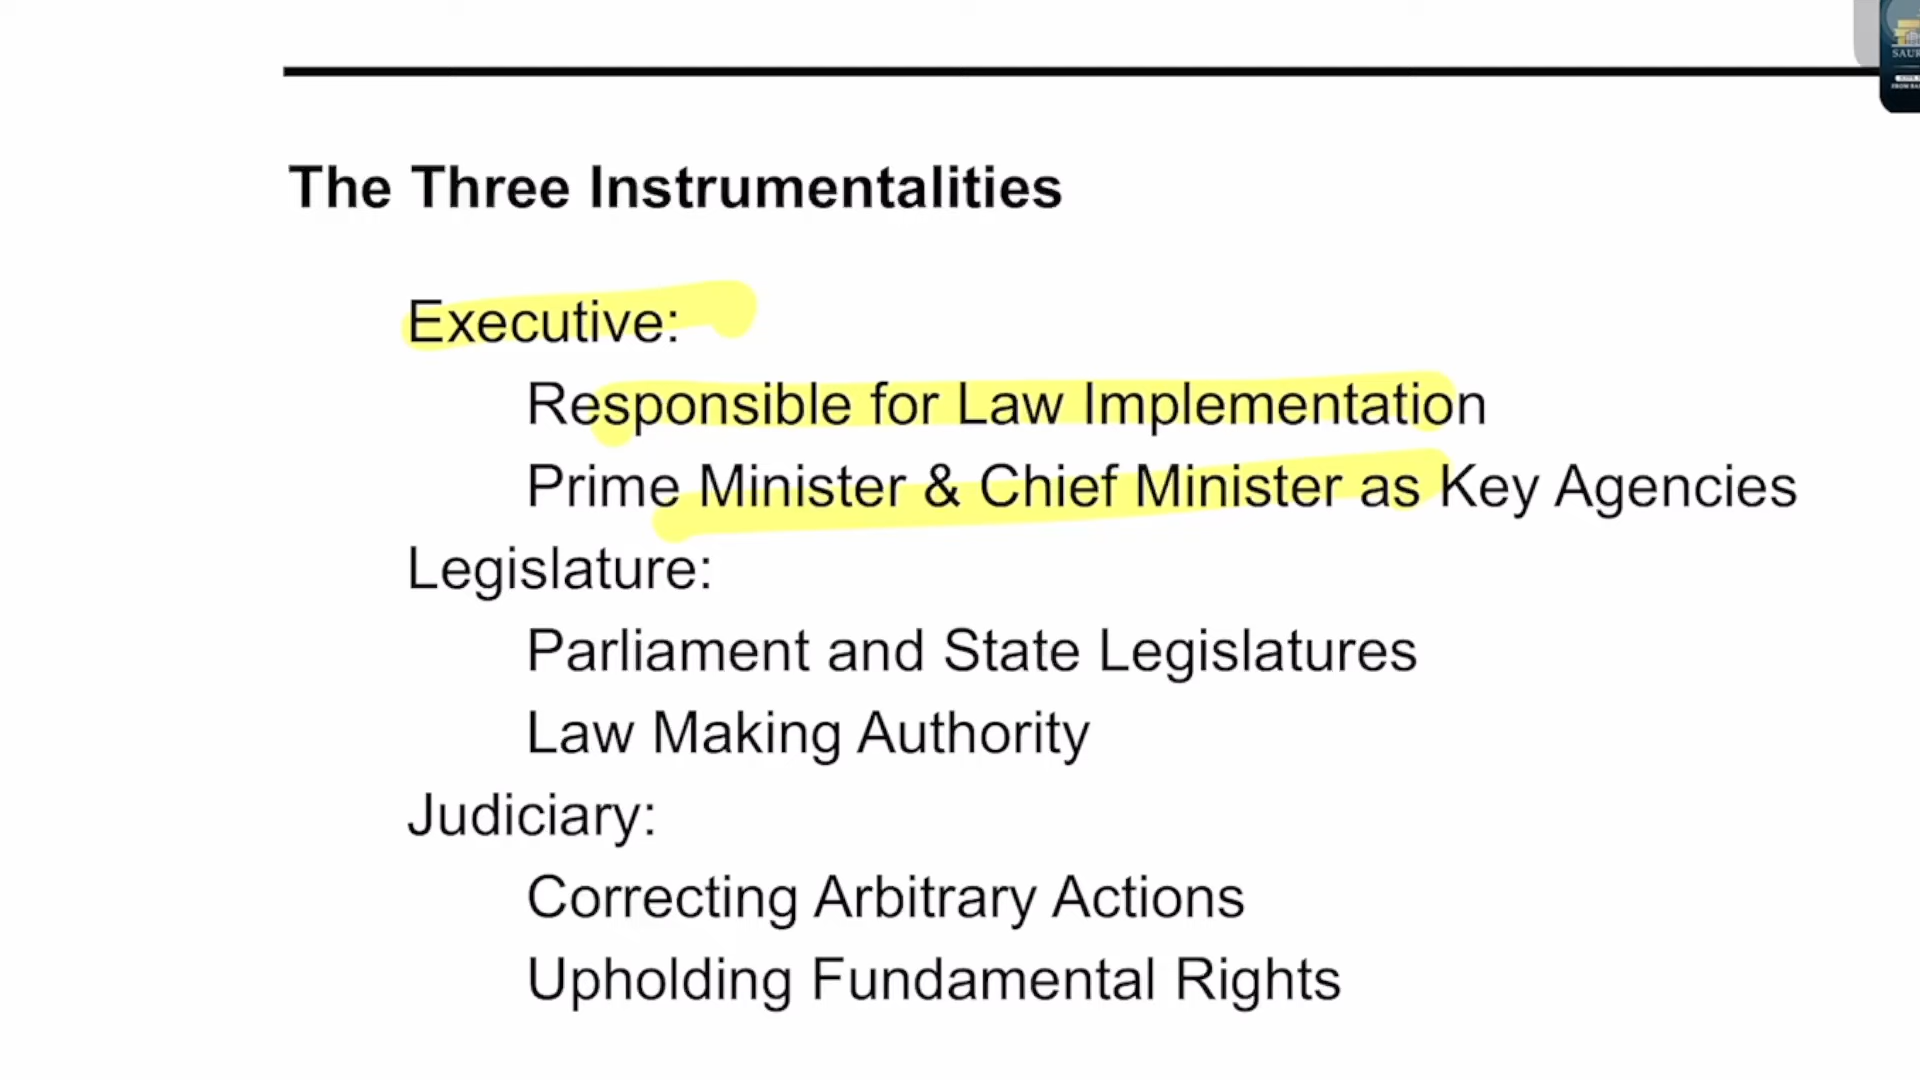 The Three Instrumentalities
Executive:
Responsible for Law Implementation
Prime Minister & Chief Minister as Key Agencies
Legislature:
Parliament and State Legislatures
Law Making Authority
Judiciary:
Correcting Arbitrary Actions
Upholding Fundamental Rights